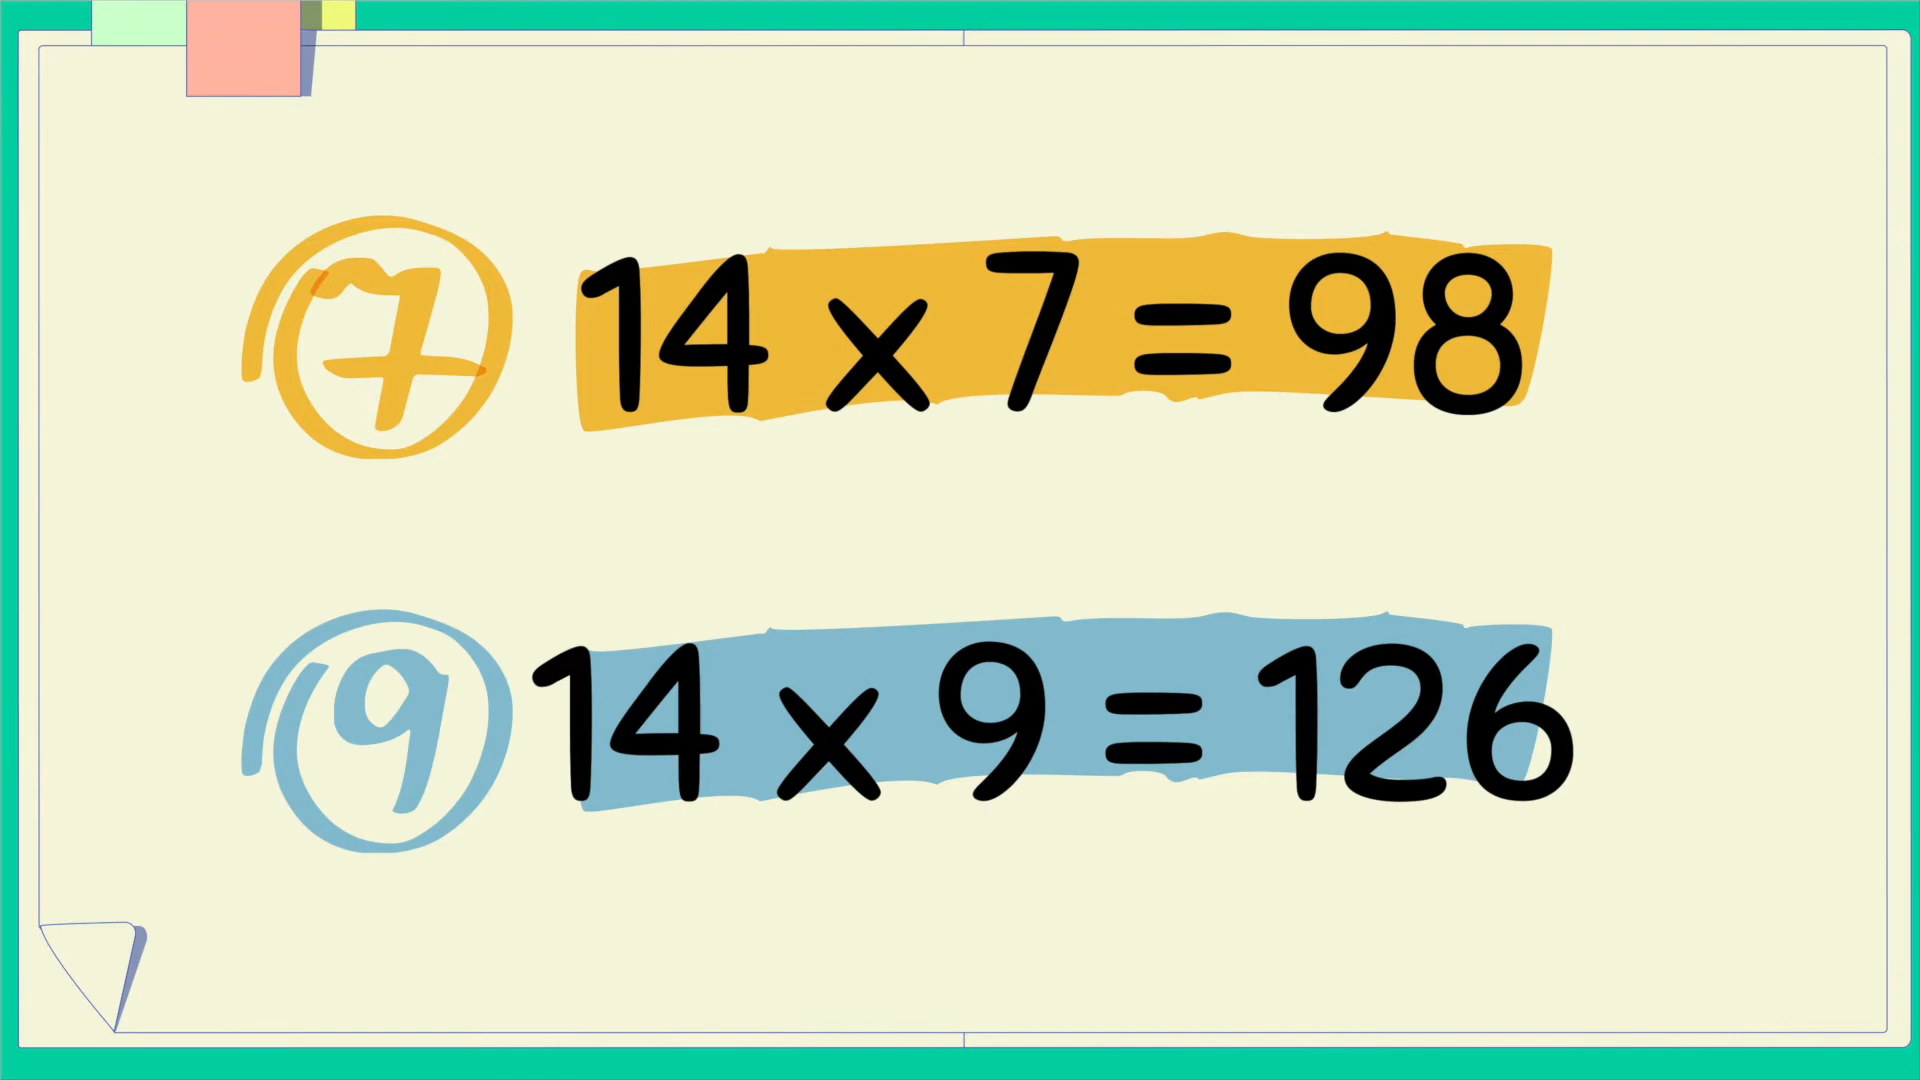 7 14 x 7 = 98
9 14 x 9 = 126